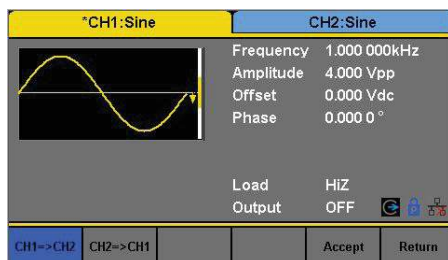 *CH1:Sine CH2:Sine
Frequency 1.000 000kHz
Amplitude 4.000 Vpp
Offset 0.000 Vdc
Phase 0.000 0 °
Load HiZ
Output OFF
CH1=>CH2 CH2=>CH1 Accept Return